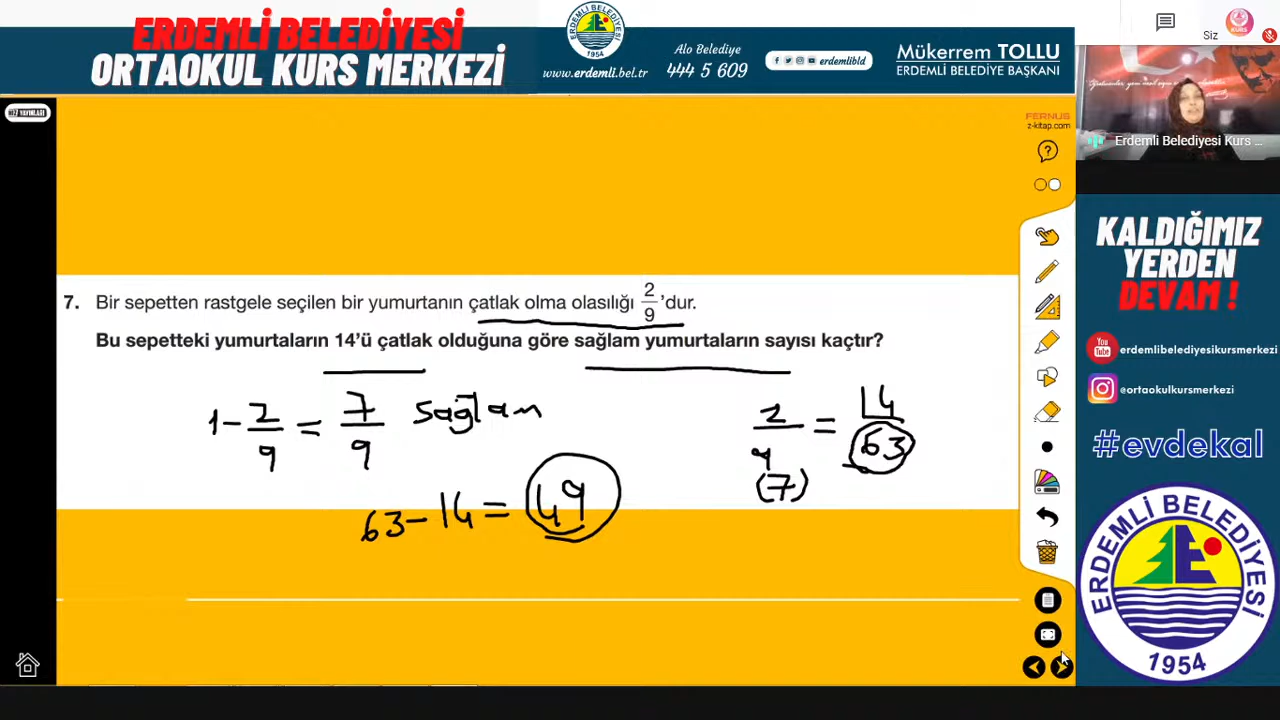 ERDEMLİ BELEDİYESİ
ORTAOKUL KURS MERKEZİ
1954
www.erdemli.bel.tr
Alo Belediye
444 5 609
erdemlibld
Mükerrem TOLLU
ERDEMLİ BELEDİYE BAŞKANI
Siz
Erdemli Belediyesi Kurs ...
FERNUS
z-kitap.com
7. Bir sepetten rastgele seçilen bir yumurtanın çatlak olma olasılığı 2/9 'dur.
Bu sepetteki yumurtaların 14'ü çatlak olduğuna göre sağlam yumurtaların sayısı kaçtır?
1 - 2/9 = 7/9 sağlam
2/9 = 14/63
(7)
63 - 14 = 49
KALDIĞIMIZ
YERDEN
DEVAM !
You Tube
erdemlibelediyesikursmerkezi
@ortaokulkursmerkezi
#evdekal
ERDEMLİ BELEDİYESİ
1954